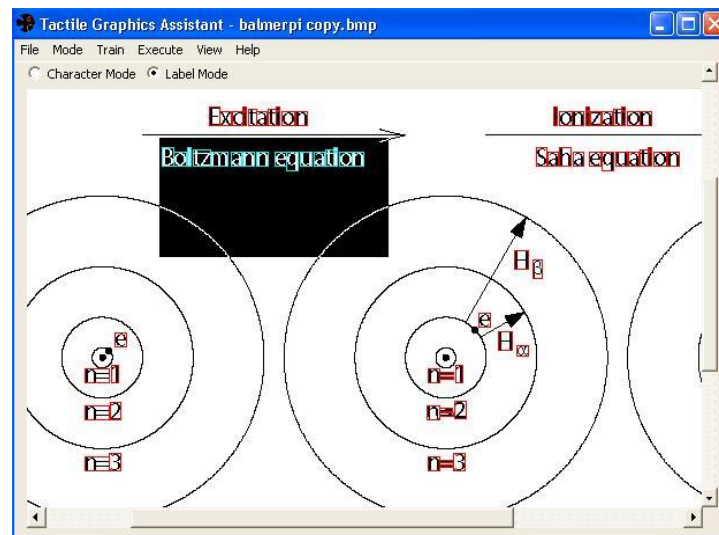 Tactile Graphics Assistant - balmerpi copy.bmp
File Mode Train Execute View Help
Character Mode Label Mode
Excitation Ionization
Boltzmann equation Saha equation
Hβ
e
Hα
e
n=1 n=1
n=2 n=2
n=3 n=3